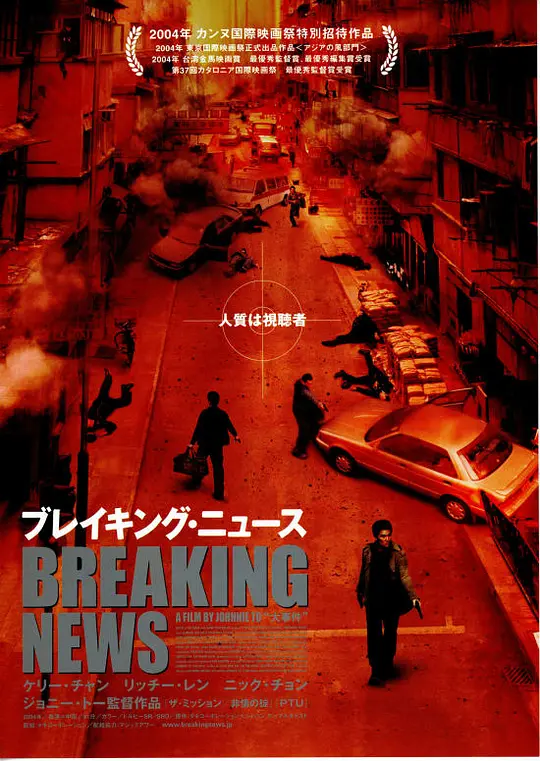 2004年 カンヌ国際映画祭特別招待作品
2004年 東京国際映画祭正式出品作品<アジアの風部門>
2004年 台湾金馬映画賞 最優秀監督賞、最優秀編集賞受賞
第37回カタロニア国際映画祭 最優秀監督賞受賞
人質は視聴者
ブレイキング・ニュース
BREAKING
NEWS
A FILM BY JOHNNIE TO "大事件"
ケリー・チャン リッチー・レン ニック・チョン
ジョニー・トー監督作品「ザ・ミッション 非情の掟」「PTU」
www.breakingnews.jp